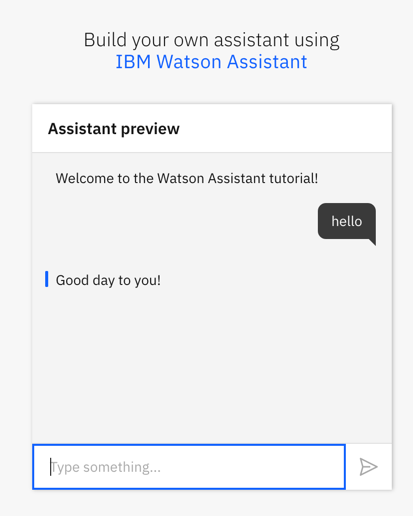 Build your own assistant using
IBM Watson Assistant
Assistant preview
Welcome to the Watson Assistant tutorial!
hello
Good day to you!
Type something...